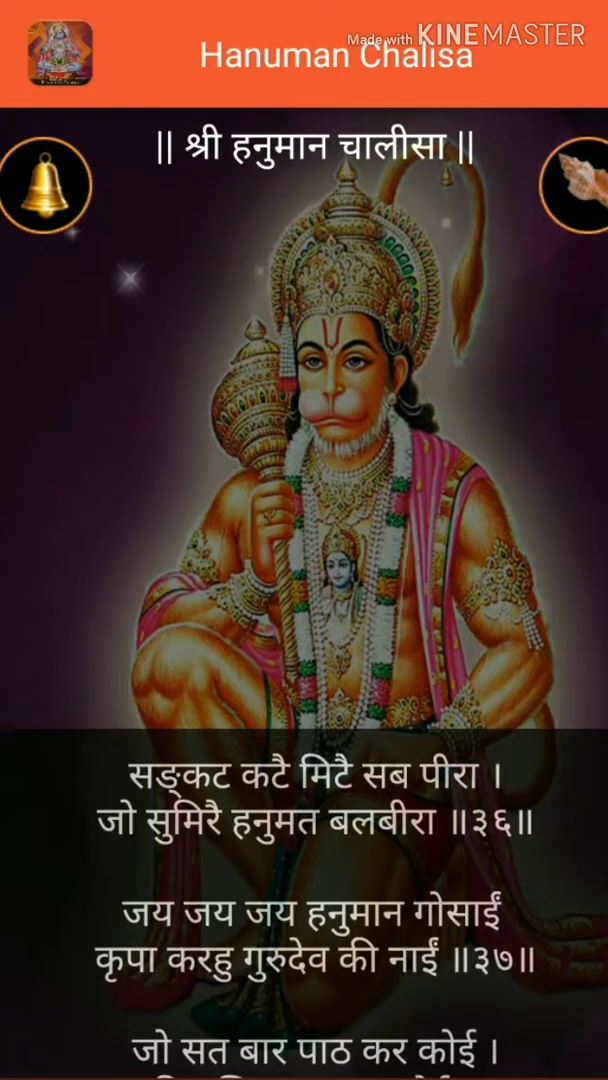 Made with KINEMASTER
Hanuman Chalisa
|| श्री हनुमान चालीसा ||
सङ्कट कटै मिटै सब पीरा ।
जो सुमिरै हनुमत बलबीरा ॥३६॥
जय जय जय हनुमान गोसाईं
कृपा करहु गुरुदेव की नाईं ॥३७॥
जो सत बार पाठ कर कोई ।